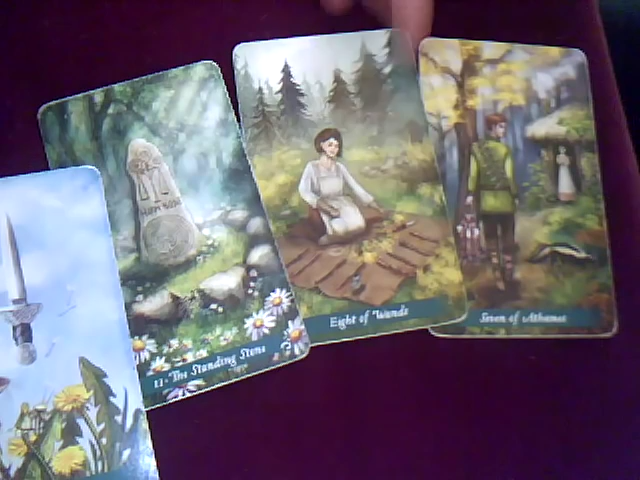 11-The Standing Stone
Eight of Wands
Seven of Athames